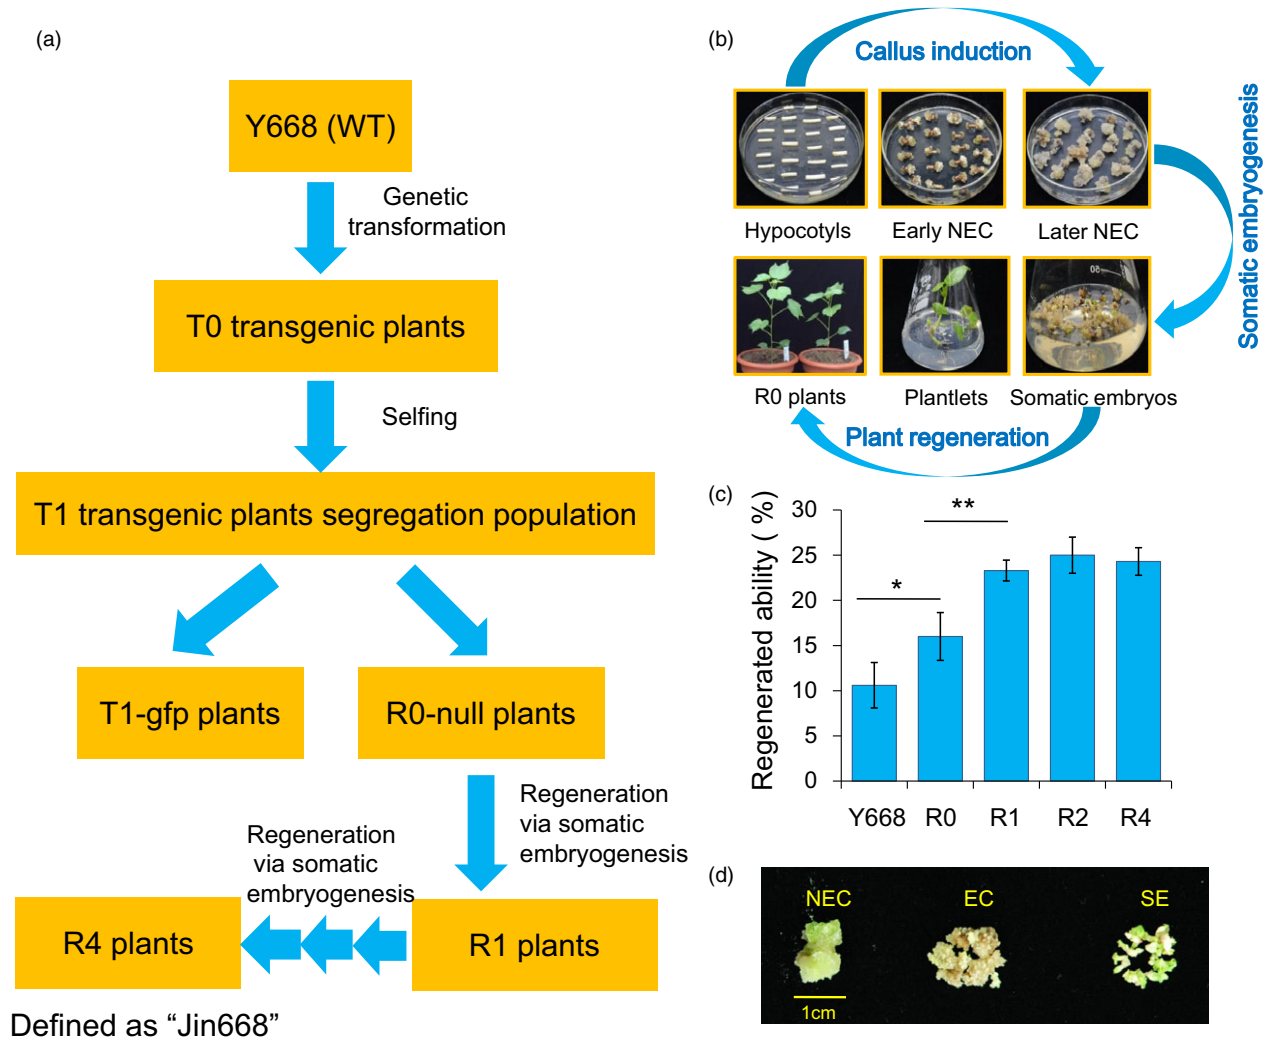 (a)
Y668 (WT)
Genetic
transformation
T0 transgenic plants
Selfing
T1 transgenic plants segregation population
T1-gfp plants
R0-null plants
Regeneration
via somatic
embryogenesis
Regeneration
via somatic
embryogenesis
R4 plants
R1 plants
Defined as “Jin668”
(b)
Callus induction
Somatic embryogenesis
Hypocotyls
Early NEC
Later NEC
50
R0 plants
Plantlets
Somatic embryos
Plant regeneration
(c)
Regenerated ability ( %)
30
25
20
15
10
5
0
*
**
Y668
R0
R1
R2
R4
(d)
NEC
EC
SE
1cm